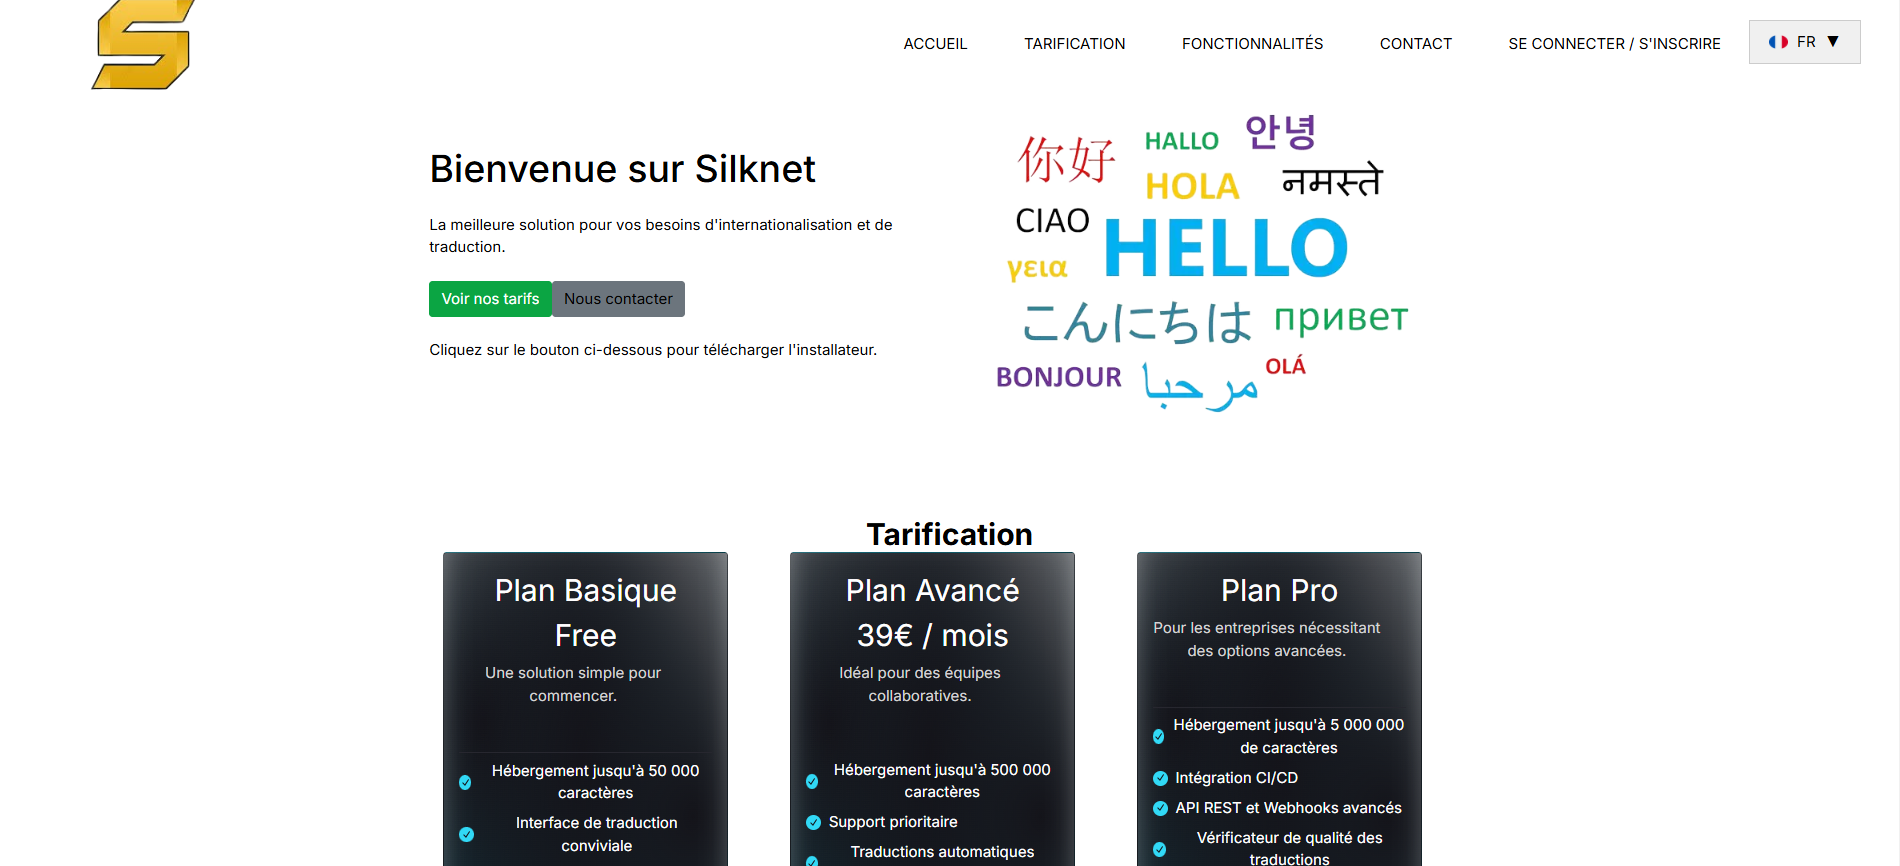 S
ACCUEIL
TARIFICATION
FONCTIONNALITÉS
CONTACT
SE CONNECTER / S'INSCRIRE
FR ▼
Bienvenue sur Silknet
La meilleure solution pour vos besoins d'internationalisation et de
traduction.
Voir nos tarifs
Nous contacter
Cliquez sur le bouton ci-dessous pour télécharger l'installateur.
你好
HALLO
안녕
HOLA
नमस्ते
CIAO
HELLO
γεια
こんにちは
привет
BONJOUR
مرحبا
OLÁ
Tarification
Plan Basique
Free
Une solution simple pour
commencer.
Hébergement jusqu'à 50 000
caractères
Interface de traduction
conviviale
Plan Avancé
39€ / mois
Idéal pour des équipes
collaboratives.
Hébergement jusqu'à 500 000
caractères
Support prioritaire
Traductions automatiques
Plan Pro
Pour les entreprises nécessitant
des options avancées.
Hébergement jusqu'à 5 000 000
de caractères
Intégration CI/CD
API REST et Webhooks avancés
Vérificateur de qualité des
traductions